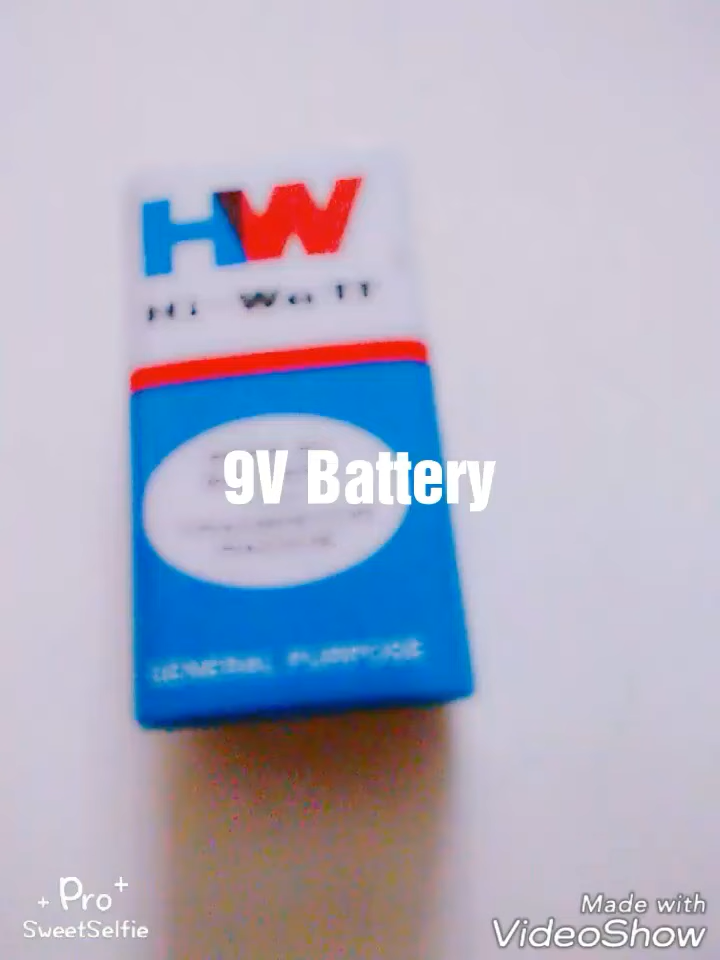 HW
Hi-Watt
9V Battery
GENERAL PURPOSE
+ Pro+
SweetSelfie
Made with
VideoShow